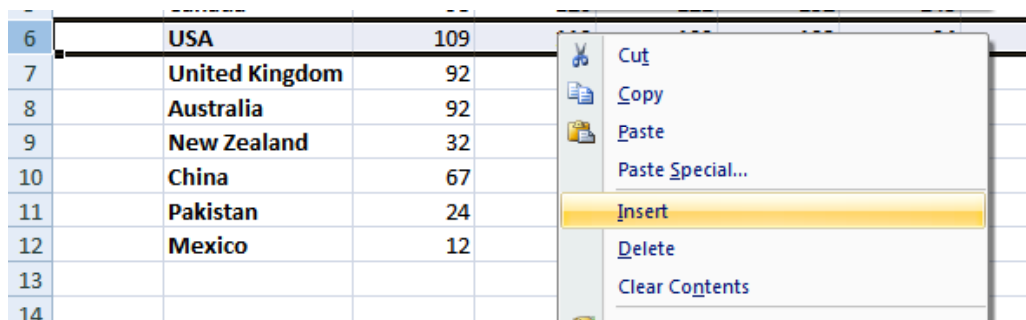 6 USA 109
7 United Kingdom 92
8 Australia 92
9 New Zealand 32
10 China 67
11 Pakistan 24
12 Mexico 12
13
14
Cut
Copy
Paste
Paste Special...
Insert
Delete
Clear Contents